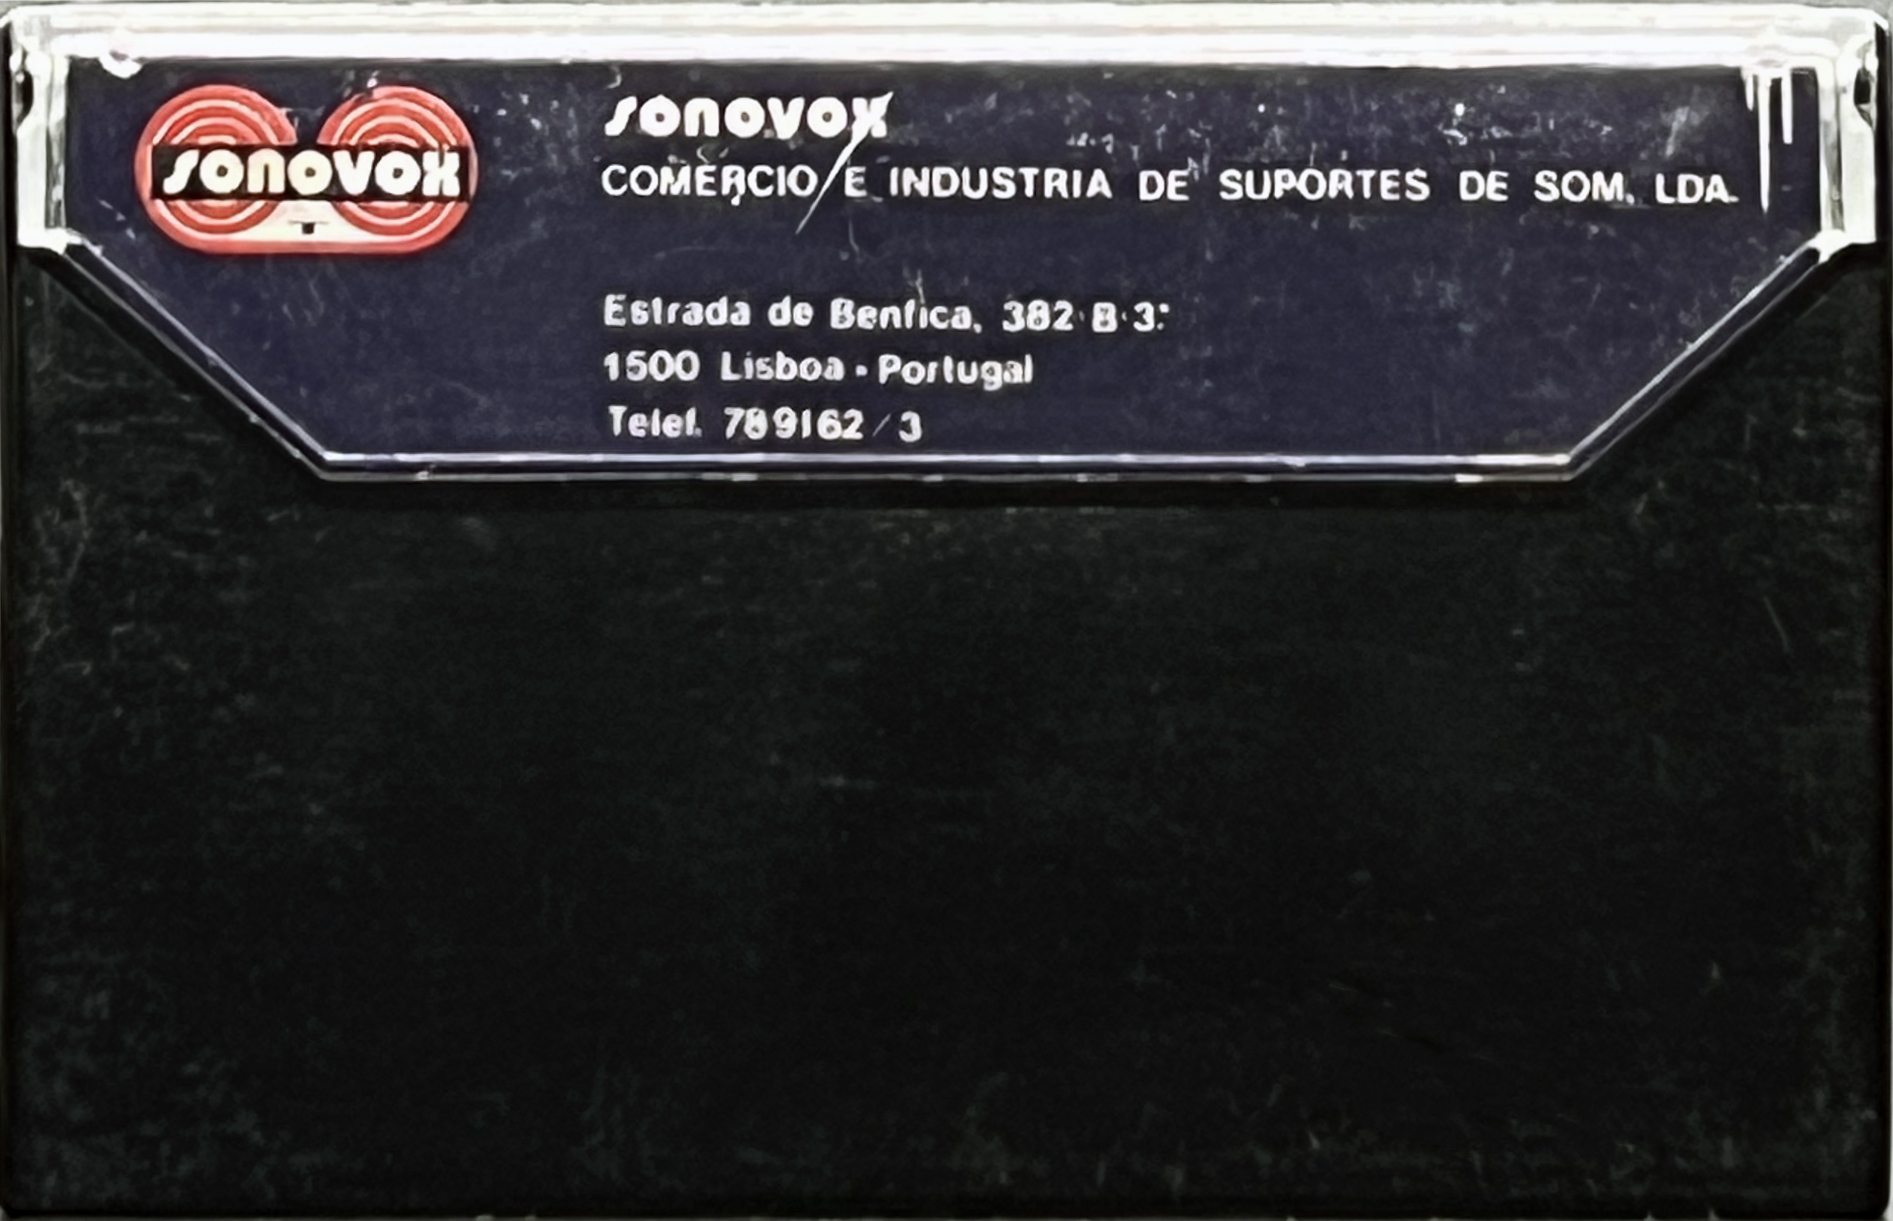 sonovox
sonovox
COMERCIO E INDUSTRIA DE SUPORTES DE SOM, LDA.
Estrada de Benfica, 382-B-3.º
1500 Lisboa - Portugal
Telef. 789162/3